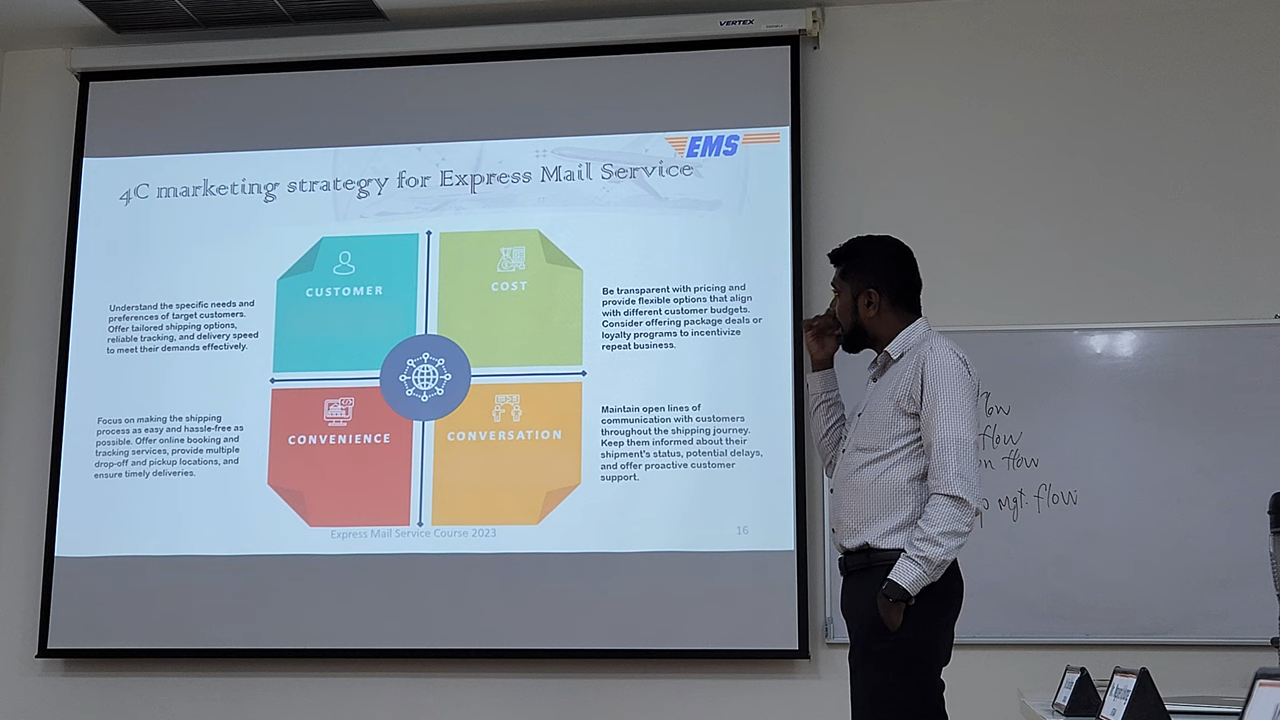 VERTEX
EMS
4C marketing strategy for Express Mail Service
CUSTOMER
Understand the specific needs and
preferences of target customers.
Offer tailored shipping options,
reliable tracking, and delivery speed
to meet their demands effectively.
COST
Be transparent with pricing and
provide flexible options that align
with different customer budgets.
Consider offering package deals or
loyalty programs to incentivize
repeat business.
CONVENIENCE
Focus on making the shipping
process as easy and hassle-free as
possible. Offer online booking and
tracking services, provide multiple
drop-off and pickup locations, and
ensure timely deliveries.
CONVERSATION
Maintain open lines of
communication with customers
throughout the shipping journey.
Keep them informed about their
shipment's status, potential delays,
and offer proactive customer
support.
Express Mail Service Course 2023
16
flow
flow
mgt. flow